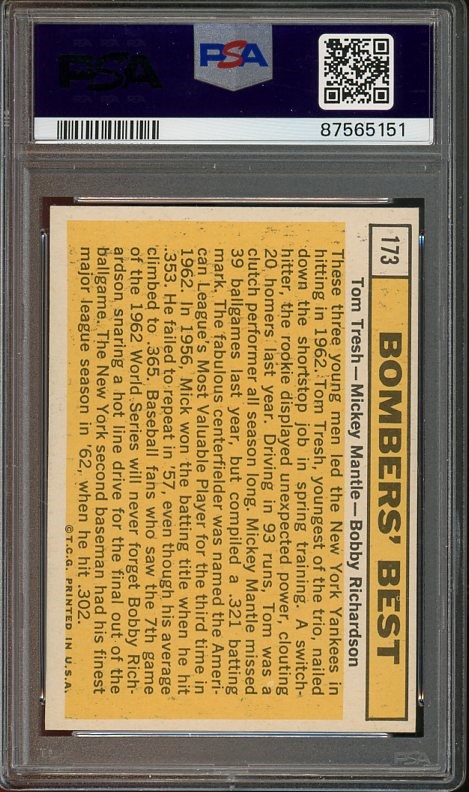 PSA
PSA
87565151
173
BOMBERS' BEST
Tom Tresh—Mickey Mantle—Bobby Richardson
These three young men led the New York Yankees in
hitting in 1962. Tom Tresh, youngest of the trio, nailed
down the shortstop job in spring training. A switch-
hitter, the rookie displayed unexpected power, clouting
20 homers last year. Driving in 93 runs, Tom was a
clutch performer all season long. Mickey Mantle missed
39 ballgames last year, but compiled a .321 batting
mark. The fabulous centerfielder was named the Ameri-
can League's Most Valuable Player for the third time in
1962. In 1956, Mick won the batting title when he hit
.353. He failed to repeat in '57, even though his average
climbed to .365. Baseball fans who saw the 7th game
of the 1962 World Series will never forget Bobby Rich-
ardson snaring a hot line drive for the final out of the
ballgame. The New York second baseman had his finest
major league season in '62, when he hit .302.
©T.C.G. PRINTED IN U.S.A.
PSA